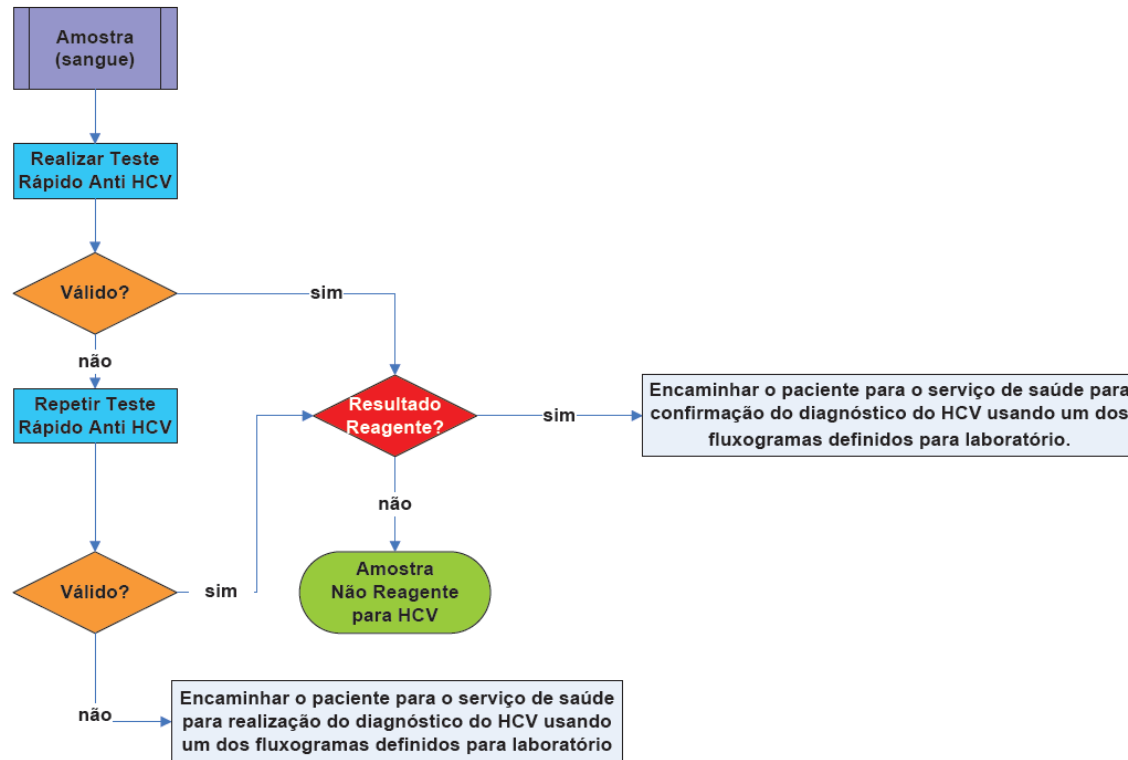 Amostra
(sangue)
Realizar Teste
Rápido Anti HCV
Válido?
sim
não
Repetir Teste
Rápido Anti HCV
Resultado
Reagente?
sim
Encaminhar o paciente para o serviço de saúde para
confirmação do diagnóstico do HCV usando um dos
fluxogramas definidos para laboratório.
não
Válido?
sim
Amostra
Não Reagente
para HCV
não
Encaminhar o paciente para o serviço de saúde
para realização do diagnóstico do HCV usando
um dos fluxogramas definidos para laboratório